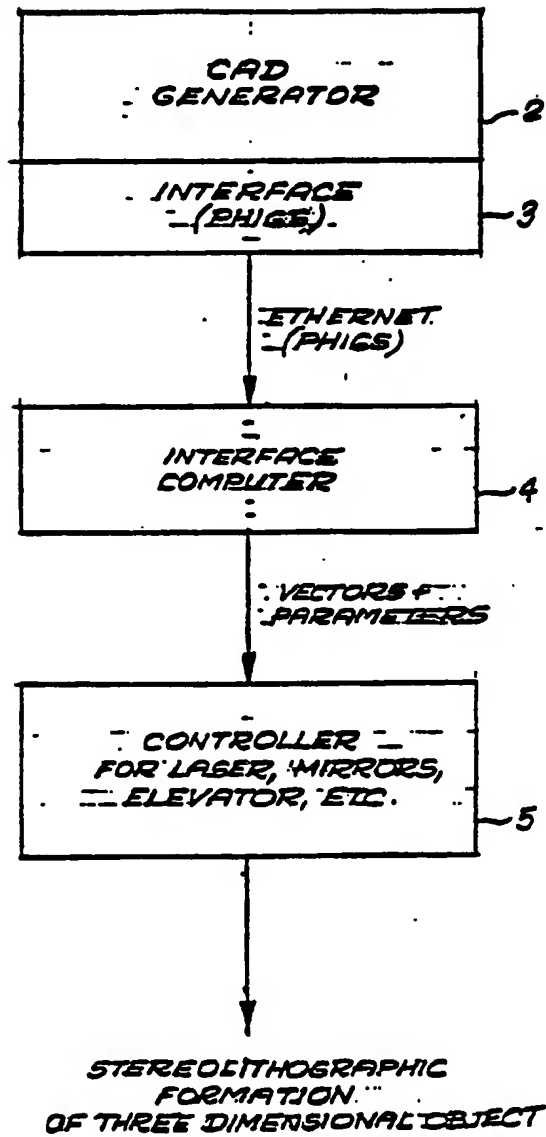 CAD
GENERATOR
2
INTERFACE
(PHIGS)
3
ETHERNET
(PHIGS)
INTERFACE
COMPUTER
4
VECTORS +
PARAMETERS
CONTROLLER
FOR LASER, MIRRORS,
ELEVATOR, ETC.
5
STEREOLITHOGRAPHIC
FORMATION
OF THREE DIMENSIONAL OBJECT